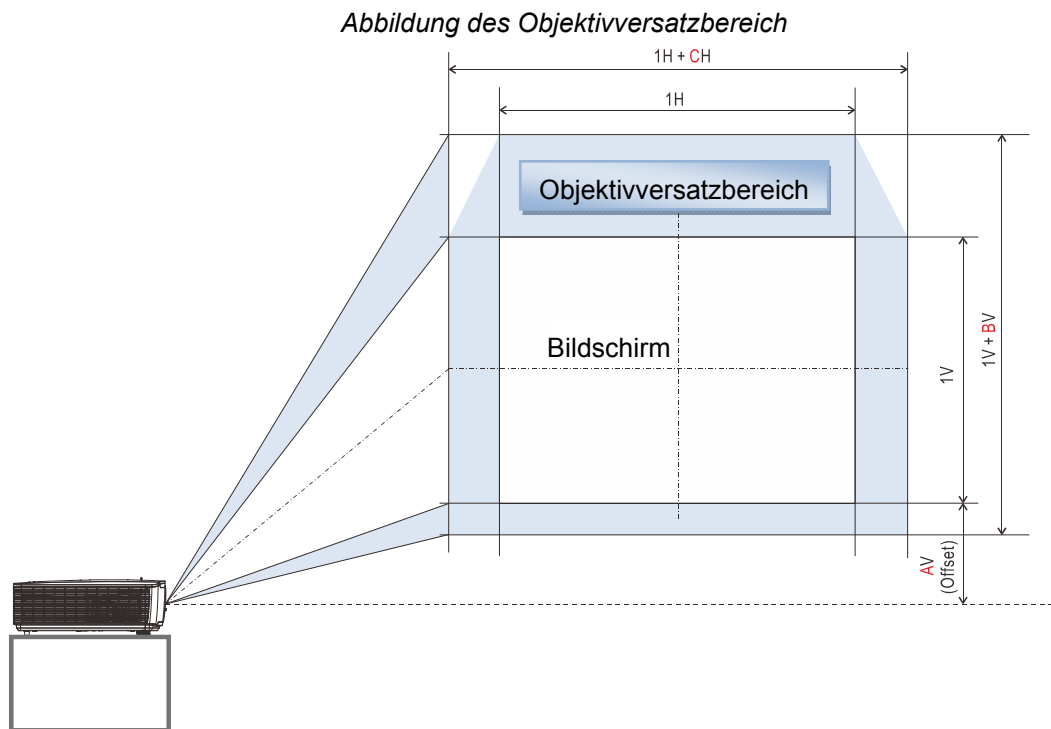 Abbildung des Objektivversatzbereich
1H + CH
1H
Objektivversatzbereich
Bildschirm
1V
1V + BV
AV
(Offset)